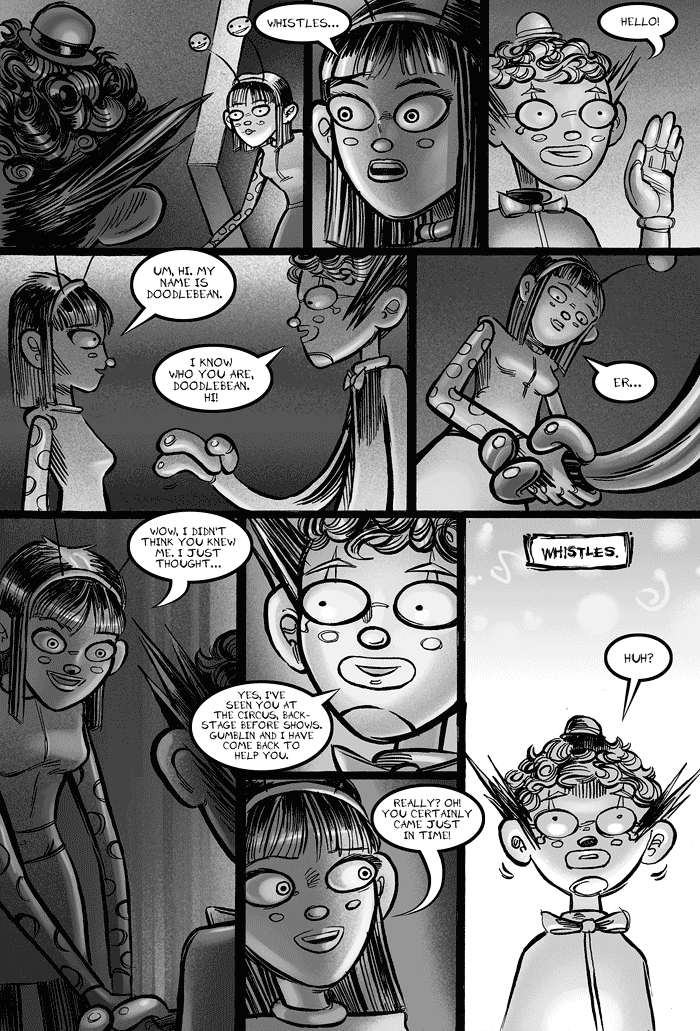 WHISTLES...
HELLO!
UM, HI. MY
NAME IS
DOODLEBEAN.
I KNOW
WHO YOU ARE,
DOODLEBEAN.
HI!
ER...
WOW, I DIDN'T
THINK YOU KNEW
ME. I JUST
THOUGHT...
YES, I'VE
SEEN YOU AT
THE CIRCUS, BACK-
STAGE BEFORE SHOWS.
GUMBLIN AND I HAVE
COME BACK TO
HELP YOU.
REALLY? OH!
YOU CERTAINLY
CAME JUST
IN TIME!
WHISTLES.
HUH?